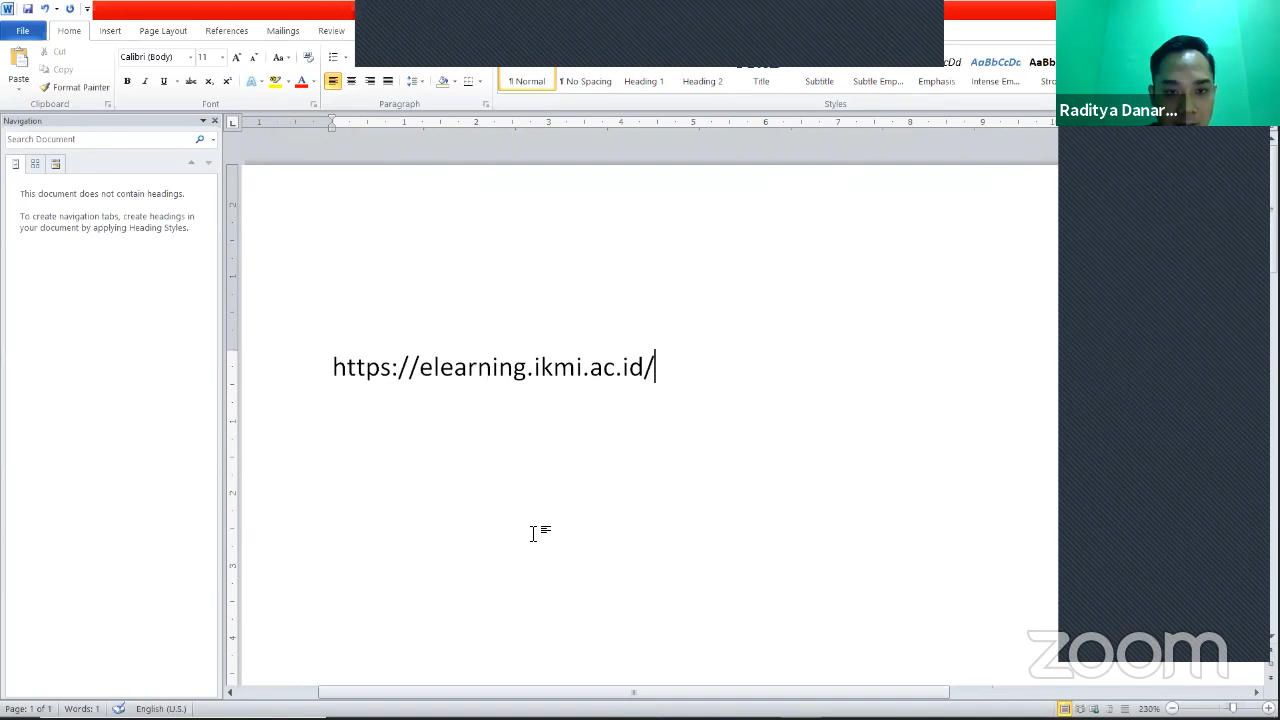 File Home Insert Page Layout References Mailings Review
Cut
Copy
Paste
Format Painter
Clipboard
Calibri (Body) 11
Font
Paragraph
¶ Normal ¶ No Spacing Heading 1 Heading 2 Title Subtitle Subtle Emp... Emphasis Intense Em...
AaBbCcDd
Styles
Raditya Danar...
Navigation
Search Document
This document does not contain headings.
To create navigation tabs, create headings in
your document by applying Heading Styles.
https://elearning.ikmi.ac.id/
zoom
Page: 1 of 1 Words: 1 English (U.S.) 230%